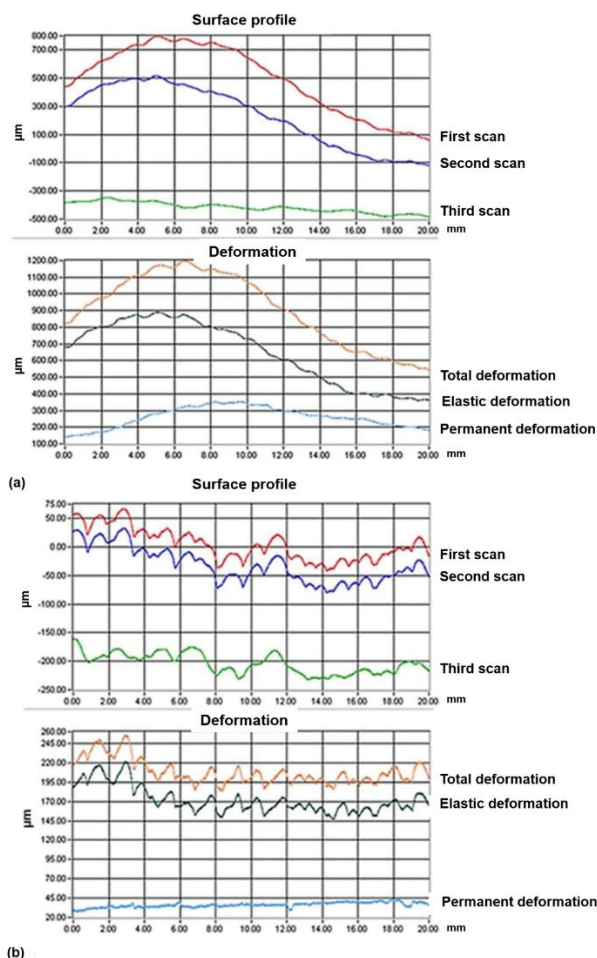 Surface profile
800.00
500.00
300.00
100.00
-100.00
-300.00
-500.00
µm
0.00 2.00 4.00 6.00 8.00 10.00 12.00 14.00 16.00 18.00 20.00 mm
First scan
Second scan
Third scan
Deformation
1200.00
1100.00
1000.00
900.00
800.00
700.00
600.00
500.00
400.00
300.00
200.00
100.00
µm
0.00 2.00 4.00 6.00 8.00 10.00 12.00 14.00 16.00 18.00 20.00 mm
Total deformation
Elastic deformation
Permanent deformation
(a)
Surface profile
75.00
50.00
0.00
-50.00
-100.00
-150.00
-200.00
-250.00
µm
0.00 2.00 4.00 6.00 8.00 10.00 12.00 14.00 16.00 18.00 20.00 mm
First scan
Second scan
Third scan
Deformation
260.00
245.00
220.00
195.00
170.00
145.00
120.00
95.00
70.00
45.00
20.00
µm
0.00 2.00 4.00 6.00 8.00 10.00 12.00 14.00 16.00 18.00 20.00 mm
Total deformation
Elastic deformation
Permanent deformation
(b)